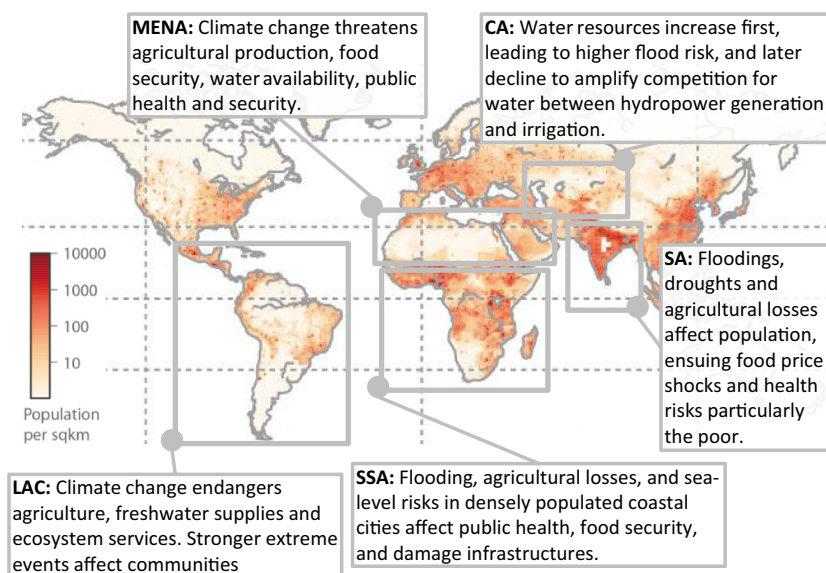 MENA: Climate change threatens
agricultural production, food
security, water availability, public
health and security.
CA: Water resources increase first,
leading to higher flood risk, and later
decline to amplify competition for
water between hydropower generation
and irrigation.
10000
1000
100
10
Population
per sqkm
SA: Floodings,
droughts and
agricultural losses
affect population,
ensuing food price
shocks and health
risks particularly
the poor.
LAC: Climate change endangers
agriculture, freshwater supplies and
ecosystem services. Stronger extreme
events affect communities
SSA: Flooding, agricultural losses, and sea-
level risks in densely populated coastal
cities affect public health, food security,
and damage infrastructures.